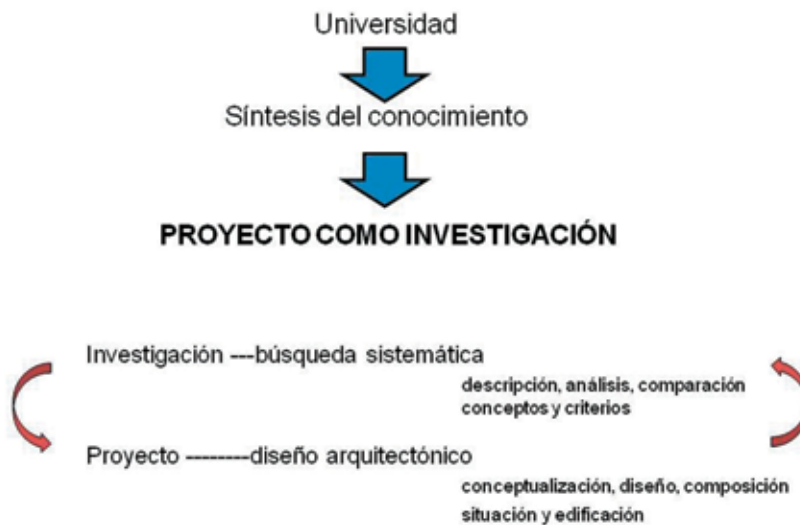 Universidad
Síntesis del conocimiento
PROYECTO COMO INVESTIGACIÓN
Investigación ---búsqueda sistemática
descripción, análisis, comparación
conceptos y criterios
Proyecto --------diseño arquitectónico
conceptualización, diseño, composición
situación y edificación